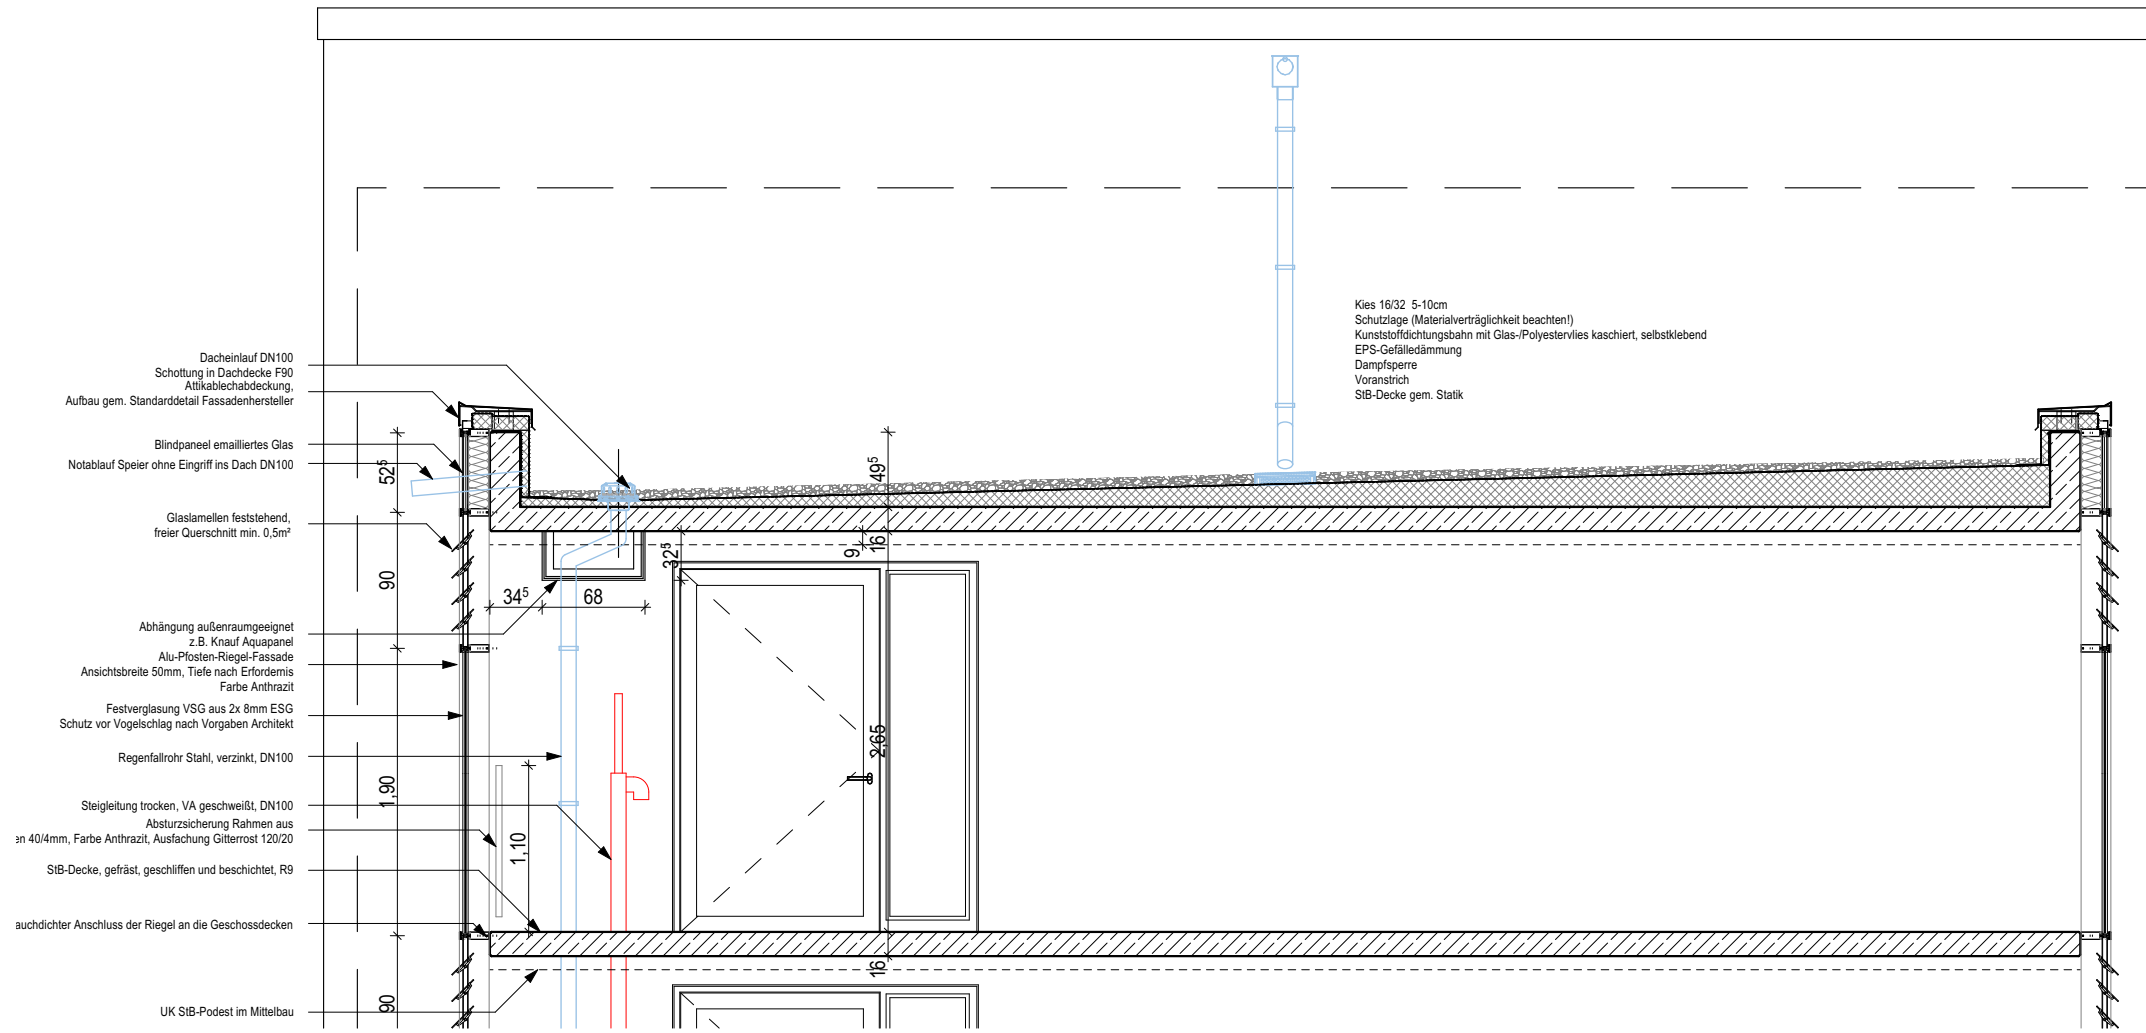 Kies 16/32 5-10cm
Schutzlage (Materialverträglichkeit beachten!)
Kunststoffdichtungsbahn mit Glas-/Polyestervlies kaschiert, selbstklebend
EPS-Gefälledämmung
Dampfsperre
Voranstrich
StB-Decke gem. Statik
Dacheinlauf DN100
Schottung in Dachdecke F90
Attikablechabdeckung,
Aufbau gem. Standarddetail Fassadenhersteller
Blindpaneel emailliertes Glas
Notablauf Speier ohne Eingriff ins Dach DN100
Glaslamellen feststehend,
freier Querschnitt min. 0,5m²
Abhängung außenraumgeeignet
z.B. Knauf Aquapanel
Alu-Pfosten-Riegel-Fassade
Ansichtsbreite 50mm, Tiefe nach Erfordernis
Farbe Anthrazit
Festverglasung VSG aus 2x 8mm ESG
Schutz vor Vogelschlag nach Vorgaben Architekt
Regenfallrohr Stahl, verzinkt, DN100
Steigleitung trocken, VA geschweißt, DN100
Absturzsicherung Rahmen aus
en 40/4mm, Farbe Anthrazit, Ausfachung Gitterrost 120/20
StB-Decke, gefräst, geschliffen und beschichtet, R9
auchdichter Anschluss der Riegel an die Geschossdecken
UK StB-Podest im Mittelbau
52⁵
90
1,90
90
34⁵
68
32⁵
9
49⁵
16
2,65
1,10
16